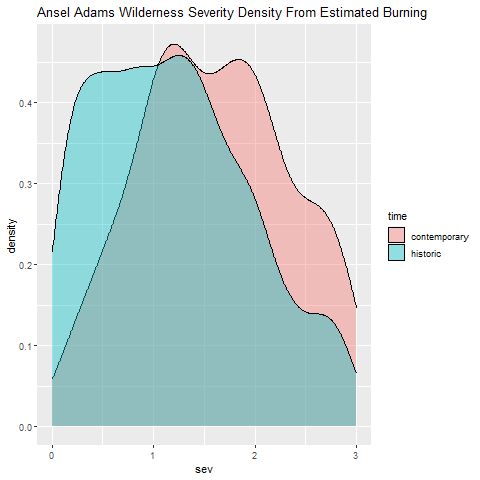 Ansel Adams Wilderness Severity Density From Estimated Burning
0.4
0.3
0.2
0.1
0.0
density
0 1 2 3
sev
time
contemporary
historic